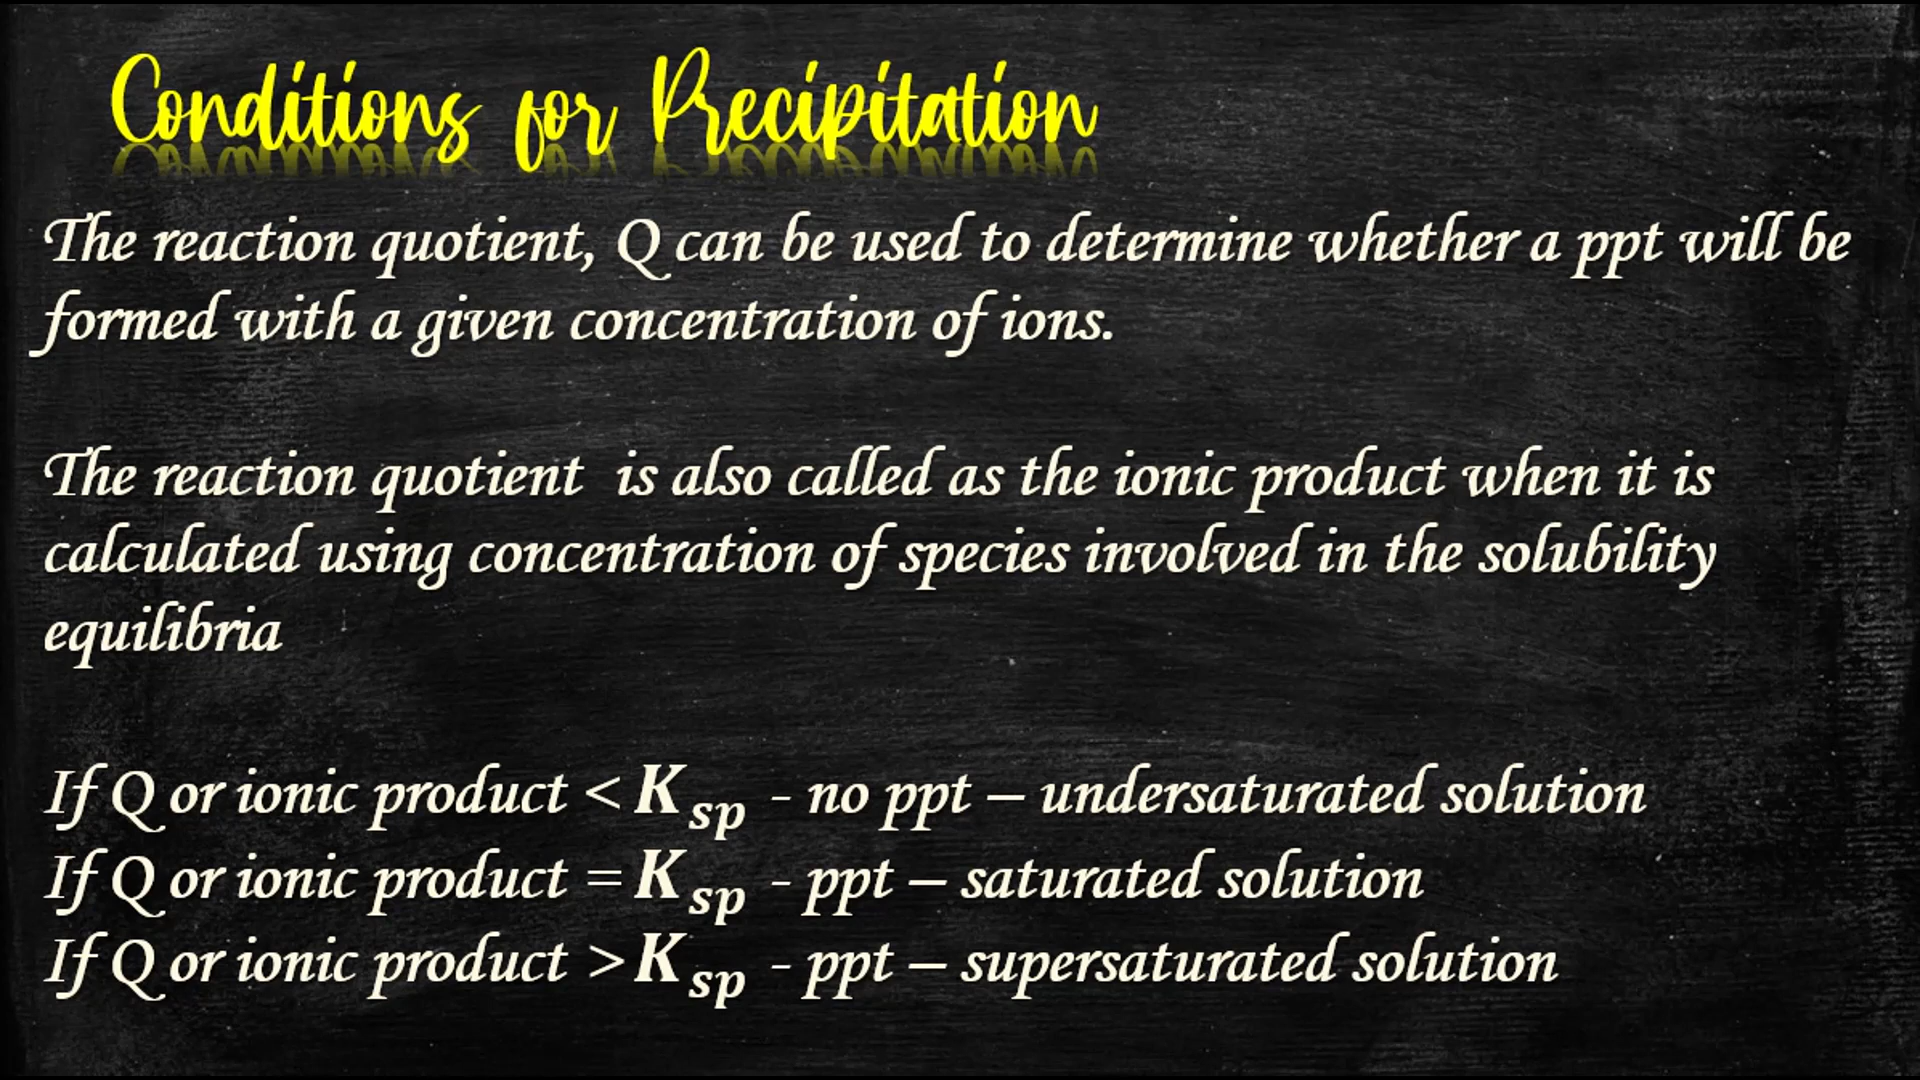 Conditions for Precipitation
The reaction quotient, Q can be used to determine whether a ppt will be
formed with a given concentration of ions.
The reaction quotient is also called as the ionic product when it is
calculated using concentration of species involved in the solubility
equilibria
If Q or ionic product < K sp - no ppt – undersaturated solution
If Q or ionic product = K sp - ppt – saturated solution
If Q or ionic product > K sp - ppt – supersaturated solution